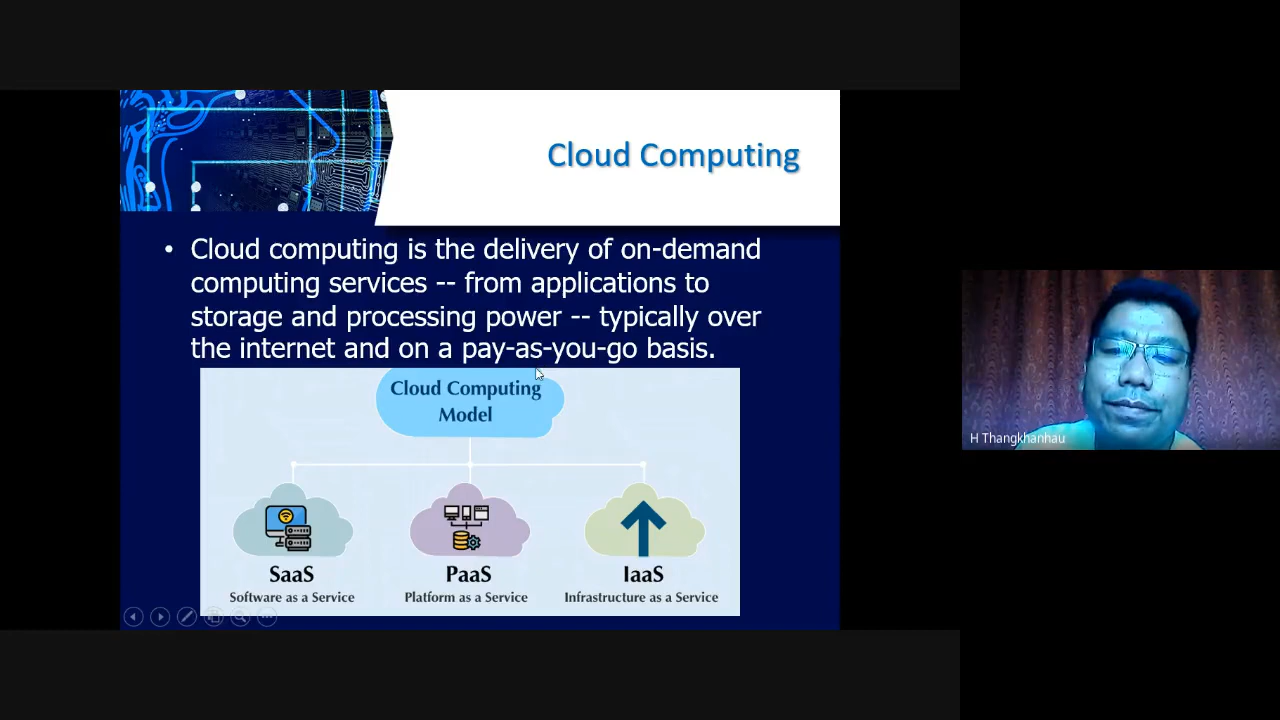 Cloud Computing
• Cloud computing is the delivery of on-demand
computing services -- from applications to
storage and processing power -- typically over
the internet and on a pay-as-you-go basis.
Cloud Computing
Model
SaaS
Software as a Service
PaaS
Platform as a Service
IaaS
Infrastructure as a Service
H Thangkhanhau